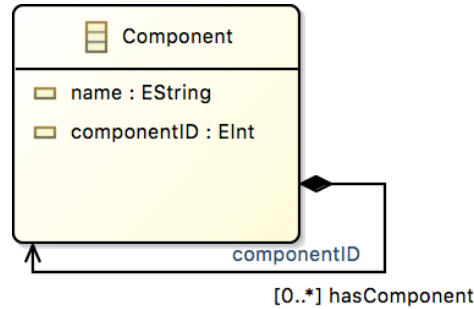 Component
name : EString
componentID : EInt
componentID
[0..*] hasComponent